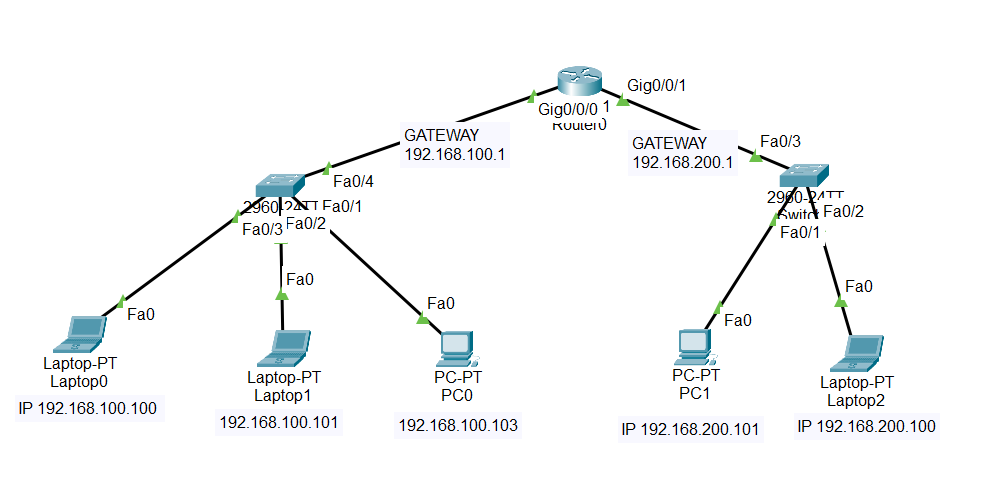 Gig0/0/1
Gig0/0/0
1
Router0
GATEWAY
192.168.100.1
GATEWAY
192.168.200.1
Fa0/3
Fa0/4
2960-24TT
Fa0/1
Fa0/3
Fa0/2
2960-24TT
Switch
Fa0/2
Fa0/1
Fa0
Fa0
Fa0
Fa0
Fa0
Laptop-PT
Laptop0
IP 192.168.100.100
Laptop-PT
Laptop1
192.168.100.101
PC-PT
PC0
192.168.100.103
PC-PT
PC1
IP 192.168.200.101
Laptop-PT
Laptop2
IP 192.168.200.100